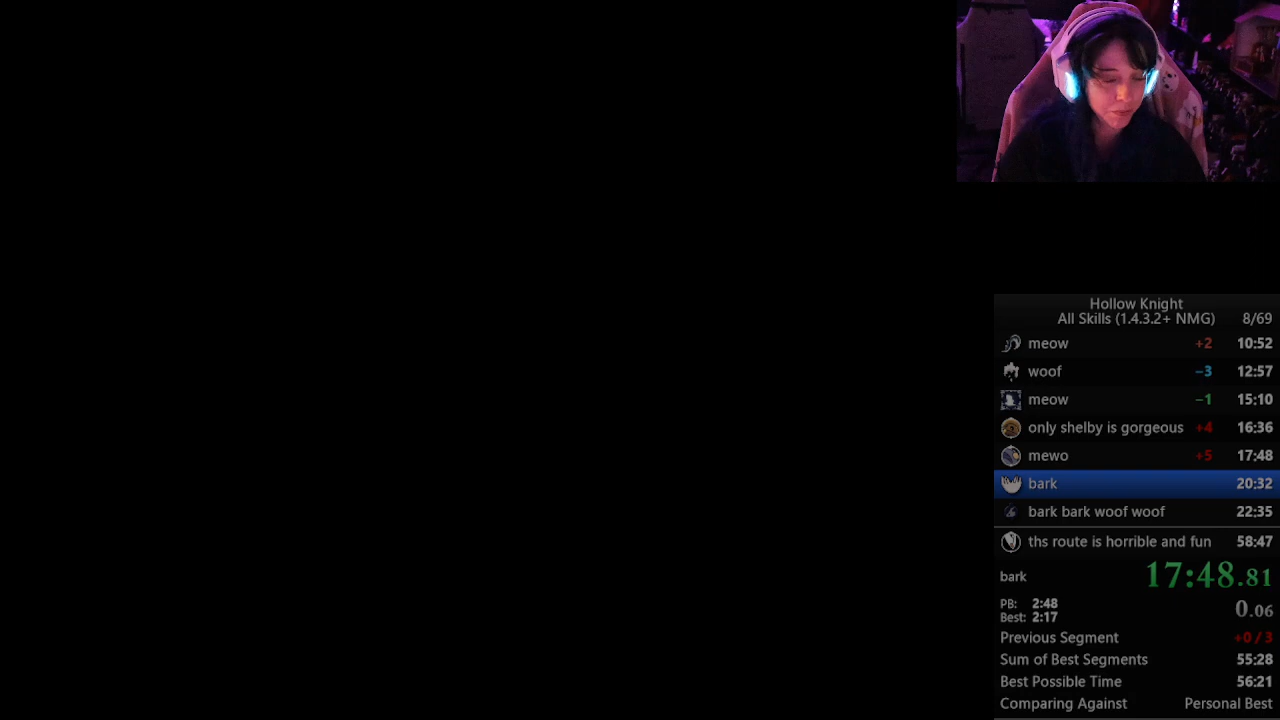 Hollow Knight
All Skills (1.4.3.2+ NMG) 8/69
meow +2 10:52
woof −3 12:57
meow −1 15:10
only shelby is gorgeous +4 16:36
mewo +5 17:48
bark 20:32
bark bark woof woof 22:35
ths route is horrible and fun 58:47
bark 17:48.81
PB: 2:48 0.06
Best: 2:17
Previous Segment +0 / 3
Sum of Best Segments 55:28
Best Possible Time 56:21
Comparing Against Personal Best